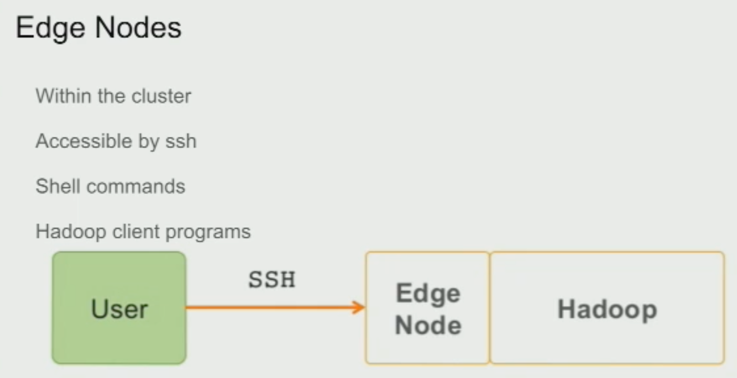 Edge Nodes
Within the cluster
Accessible by ssh
Shell commands
Hadoop client programs
User
SSH
Edge
Node
Hadoop